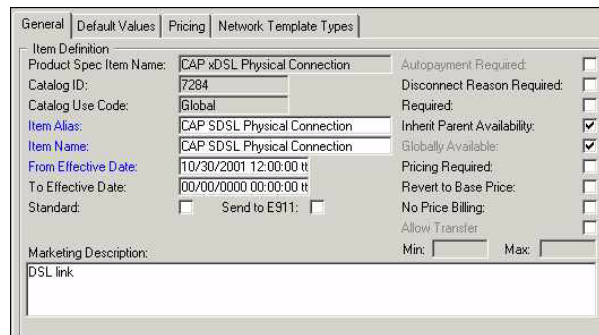 General Default Values Pricing Network Template Types
Item Definition
Product Spec Item Name: CAP xDSL Physical Connection Autopayment Required:
Catalog ID: 7284 Disconnect Reason Required:
Catalog Use Code: Global Required:
Item Alias: CAP SDSL Physical Connection Inherit Parent Availability:
Item Name: CAP SDSL Physical Connection Globally Available:
From Effective Date: 10/30/2001 12:00:00 tt Pricing Required:
To Effective Date: 00/00/0000 00:00:00 tt Revert to Base Price:
Standard: Send to E911: No Price Billing:
Allow Transfer
Marketing Description: Min: Max:
DSL link